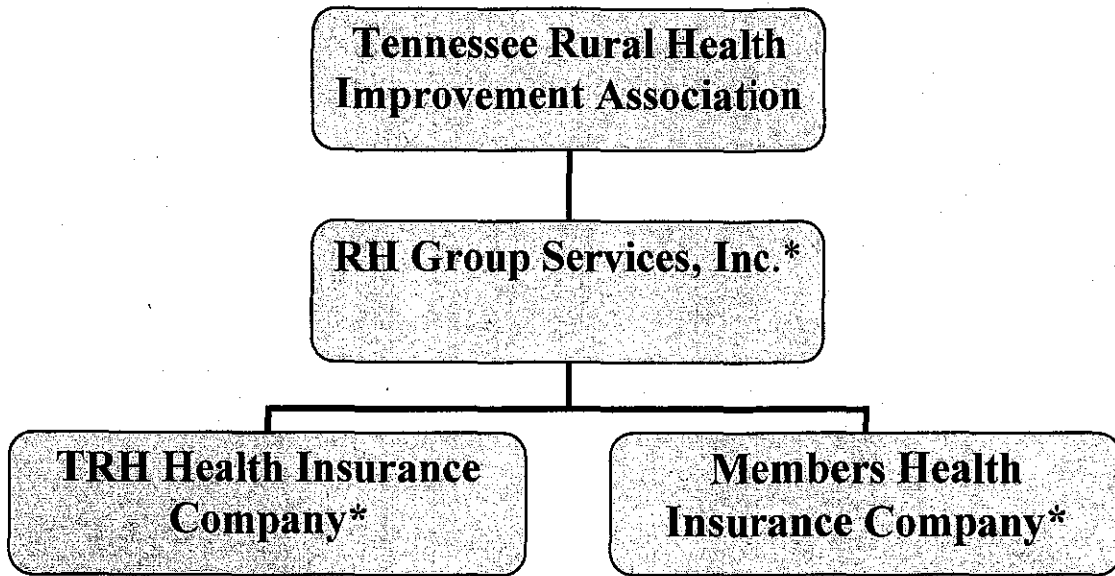 Tennessee Rural Health
Improvement Association
RH Group Services, Inc.*
TRH Health Insurance
Company*
Members Health
Insurance Company*